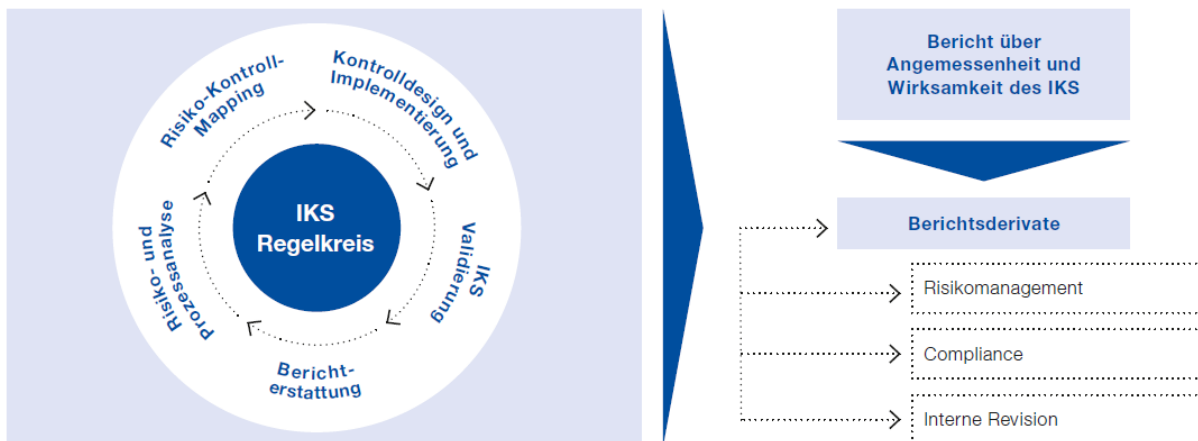 Risiko-Kontroll-
Mapping
Kontrolldesign und
Implementierung
IKS
Validierung
Bericht-
erstattung
Risiko- und
Prozessanalyse
IKS
Regelkreis
Bericht über
Angemessenheit und
Wirksamkeit des IKS
Berichtsderivate
Risikomanagement
Compliance
Interne Revision